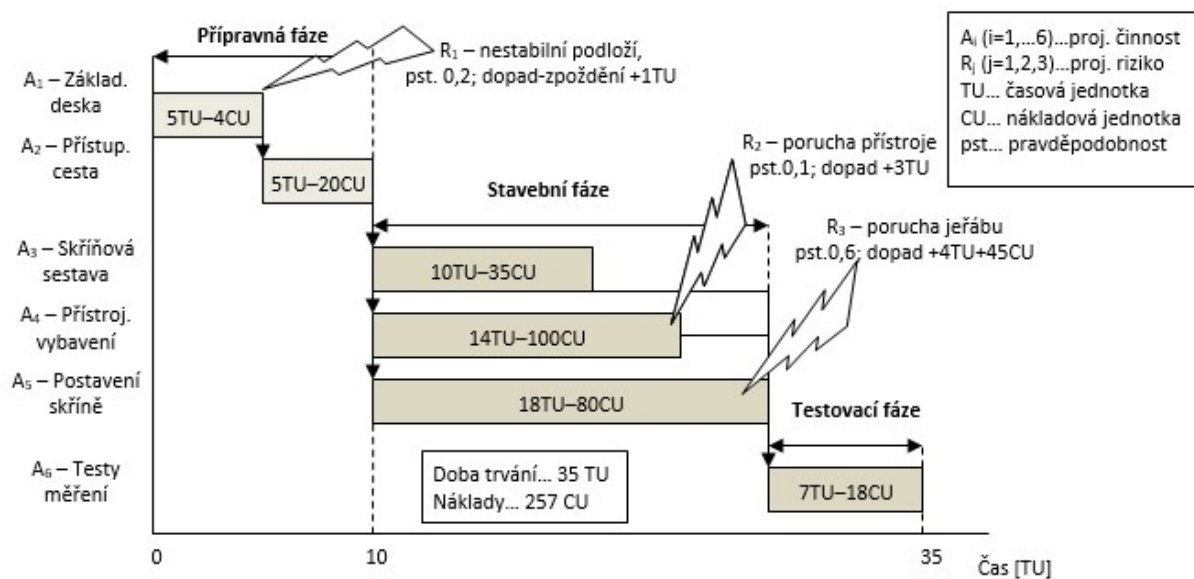 Přípravná fáze
R₁ – nestabilní podloží,
pst. 0,2; dopad-zpoždění +1TU
Aᵢ (i=1,...6)...proj. činnost
Rⱼ (j=1,2,3)...proj. riziko
TU... časová jednotka
CU... nákladová jednotka
pst... pravděpodobnost
A₁ – Základ.
deska
5TU–4CU
A₂ – Přístup.
cesta
5TU–20CU
R₂ – porucha přístroje
pst.0,1; dopad +3TU
Stavební fáze
R₃ – porucha jeřábu
pst.0,6; dopad +4TU+45CU
A₃ – Skříňová
sestava
10TU–35CU
A₄ – Přístroj.
vybavení
14TU–100CU
A₅ – Postavení
skříně
18TU–80CU
Testovací fáze
A₆ – Testy
měření
Doba trvání... 35 TU
Náklady... 257 CU
7TU–18CU
0
10
35
Čas [TU]